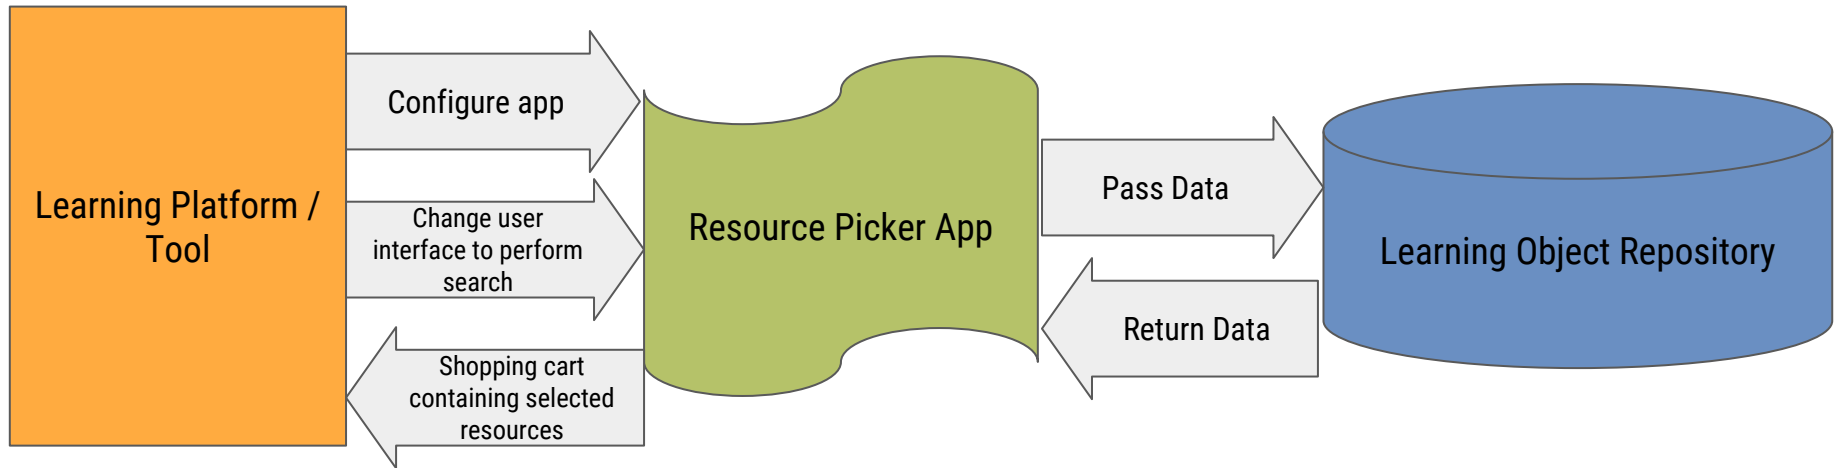 Learning Platform /
Tool
Configure app
Change user
interface to perform
search
Shopping cart
containing selected
resources
Resource Picker App
Pass Data
Return Data
Learning Object Repository